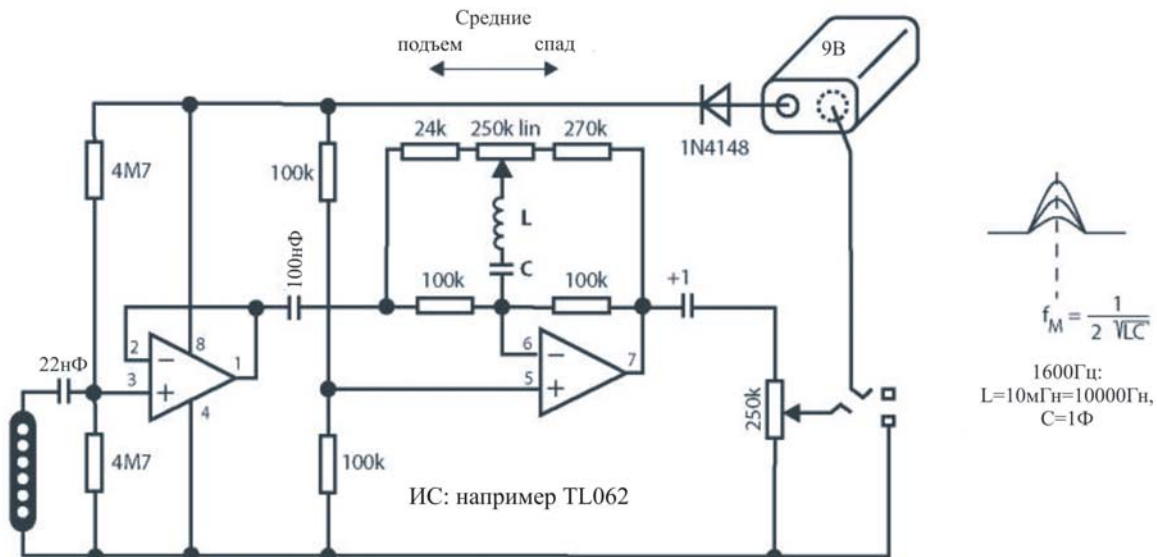 Средние
подъем спад
9В
24k 250k lin 270k
1N4148
4M7
100k
L
C
100нФ
100k 100k
+1
2
8
1
3
4
6
7
5
22нФ
250k
4M7
100k
ИС: например TL062
f_M = 1 / 2 √LC
1600Гц:
L=10мГн=10000Гн,
C=1Ф